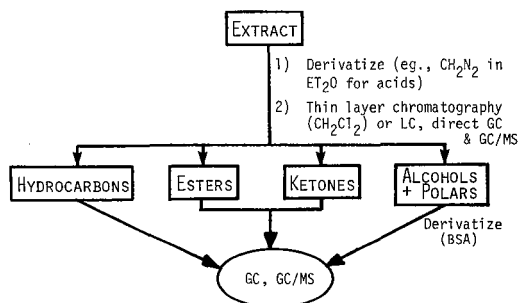 EXTRACT
1) Derivatize (eg., CH2N2 in
ET2O for acids)
2) Thin layer chromatography
(CH2Cl2) or LC, direct GC
& GC/MS
HYDROCARBONS
ESTERS
KETONES
ALCOHOLS
+ POLARS
Derivatize
(BSA)
GC, GC/MS